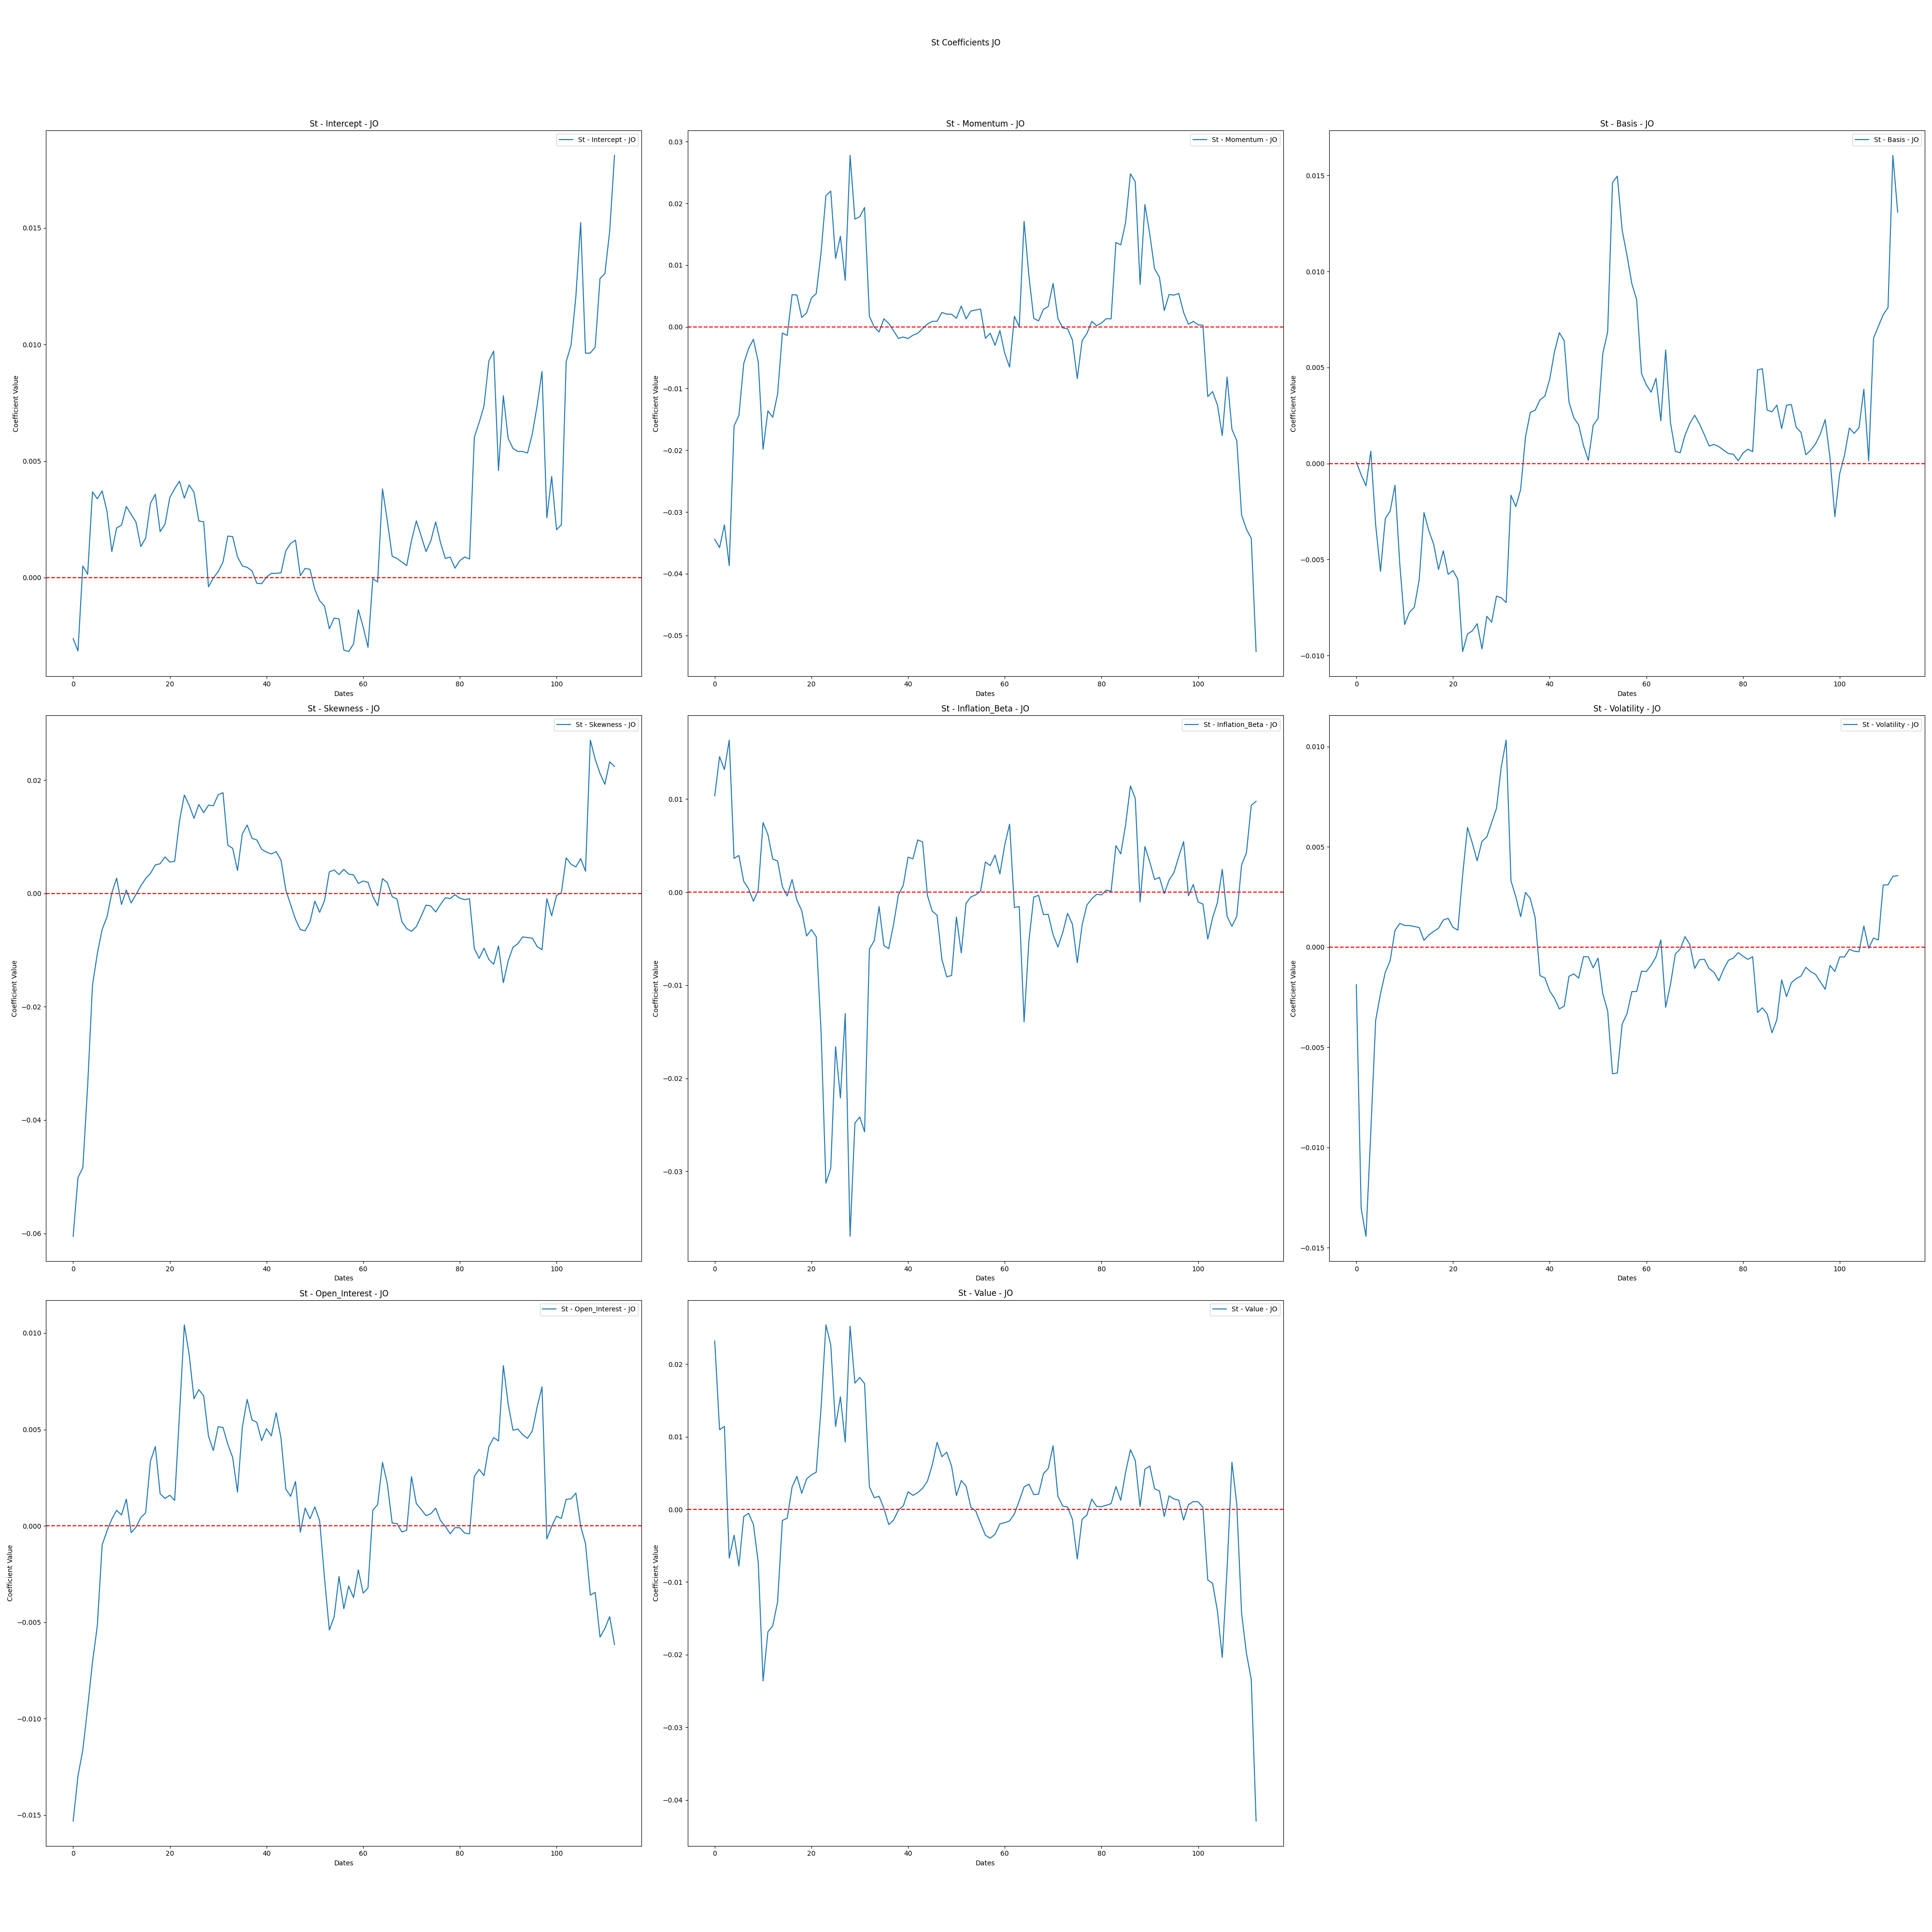 St Coefficients JO
St - Intercept - JO
St - Intercept - JO
0.015
0.010
0.005
0.000
Coefficient Value
0 20 40 60 80 100
Dates
St - Momentum - JO
St - Momentum - JO
0.03
0.02
0.01
0.00
−0.01
−0.02
−0.03
−0.04
−0.05
Coefficient Value
0 20 40 60 80 100
Dates
St - Basis - JO
St - Basis - JO
0.015
0.010
0.005
0.000
−0.005
−0.010
Coefficient Value
0 20 40 60 80 100
Dates
St - Skewness - JO
St - Skewness - JO
0.02
0.00
−0.02
−0.04
−0.06
Coefficient Value
0 20 40 60 80 100
Dates
St - Inflation_Beta - JO
St - Inflation_Beta - JO
0.01
0.00
−0.01
−0.02
−0.03
Coefficient Value
0 20 40 60 80 100
Dates
St - Volatility - JO
St - Volatility - JO
0.010
0.005
0.000
−0.005
−0.010
−0.015
Coefficient Value
0 20 40 60 80 100
Dates
St - Open_Interest - JO
St - Open_Interest - JO
0.010
0.005
0.000
−0.005
−0.010
−0.015
Coefficient Value
0 20 40 60 80 100
Dates
St - Value - JO
St - Value - JO
0.02
0.01
0.00
−0.01
−0.02
−0.03
−0.04
Coefficient Value
0 20 40 60 80 100
Dates